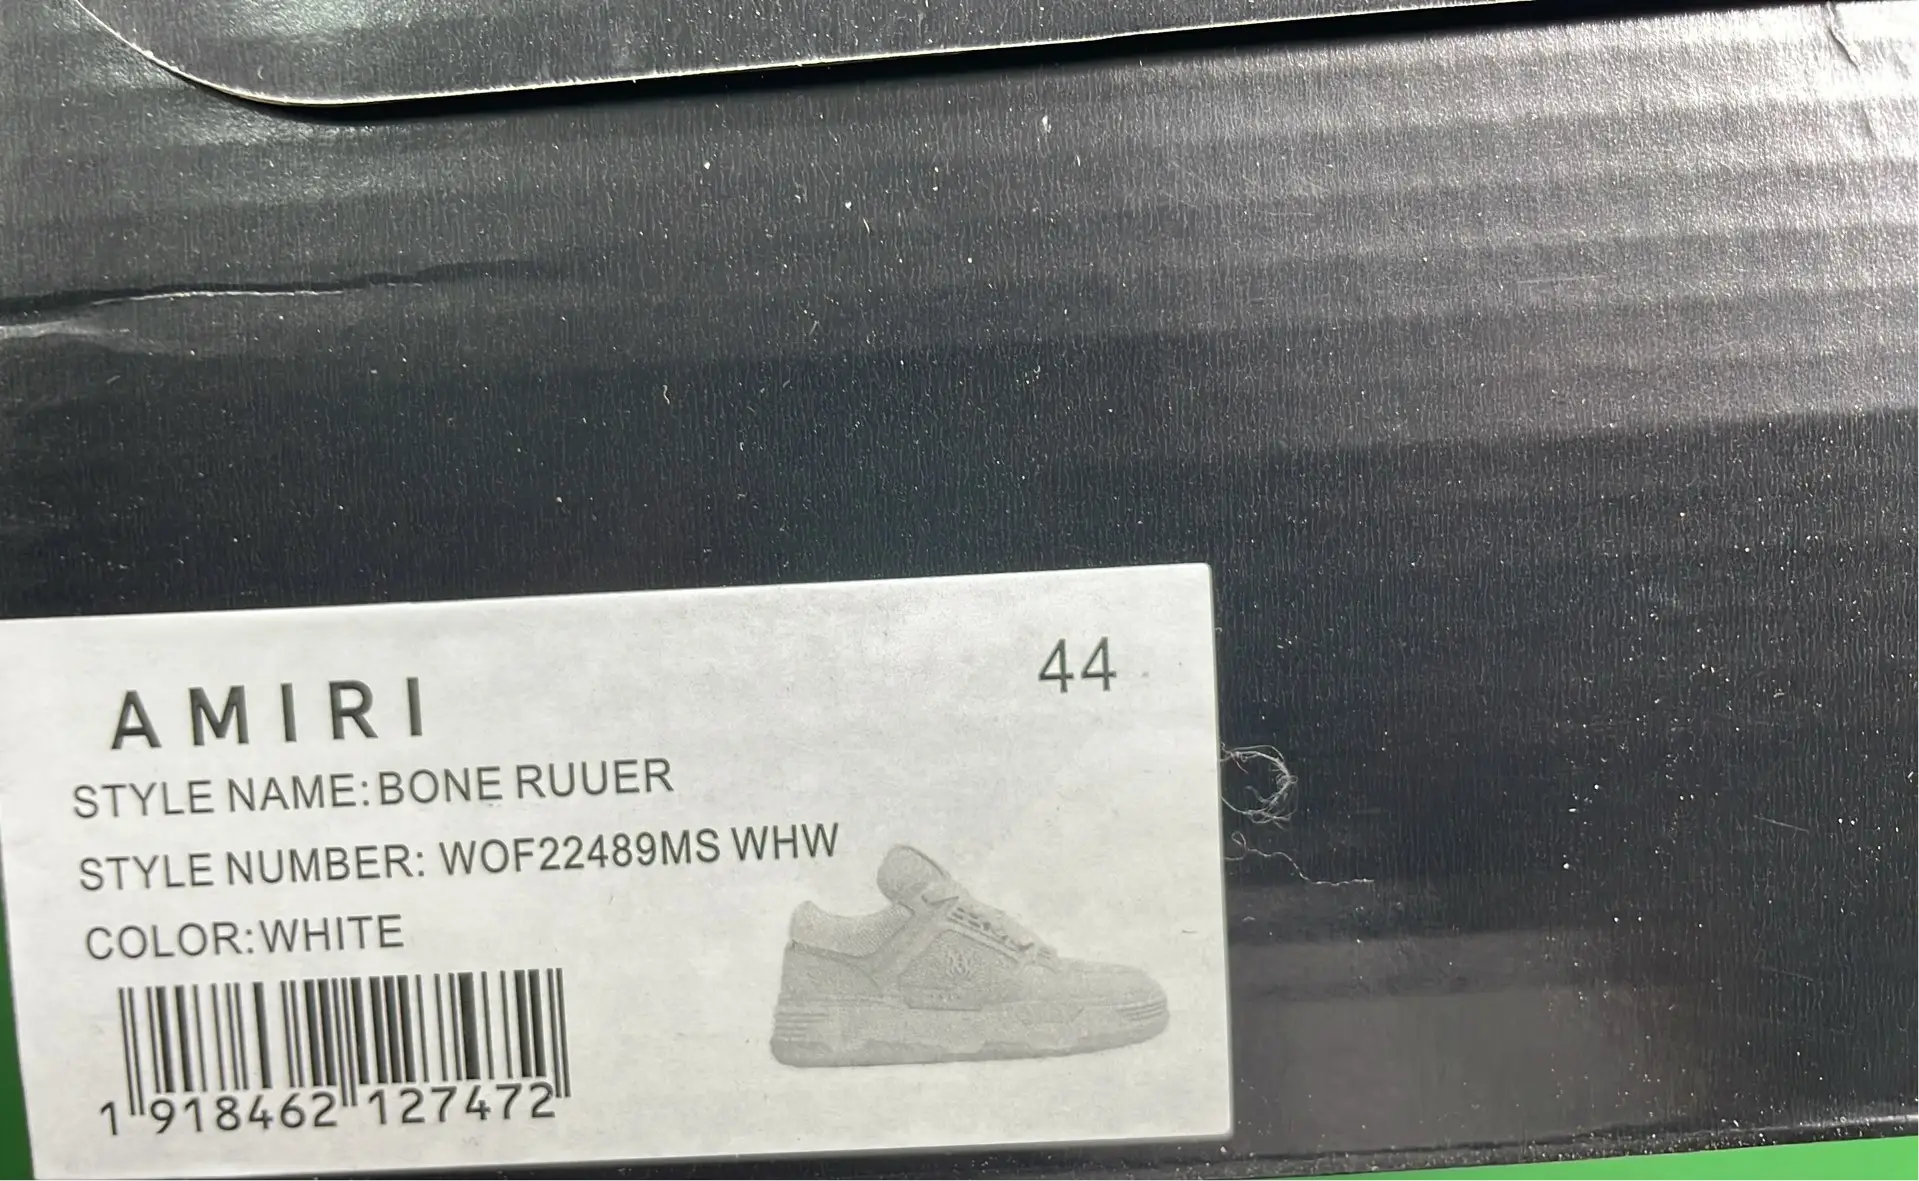 44
AMIRI
STYLE NAME:BONE RUUER
STYLE NUMBER: WOF22489MS WHW
COLOR:WHITE
1 918462 127472